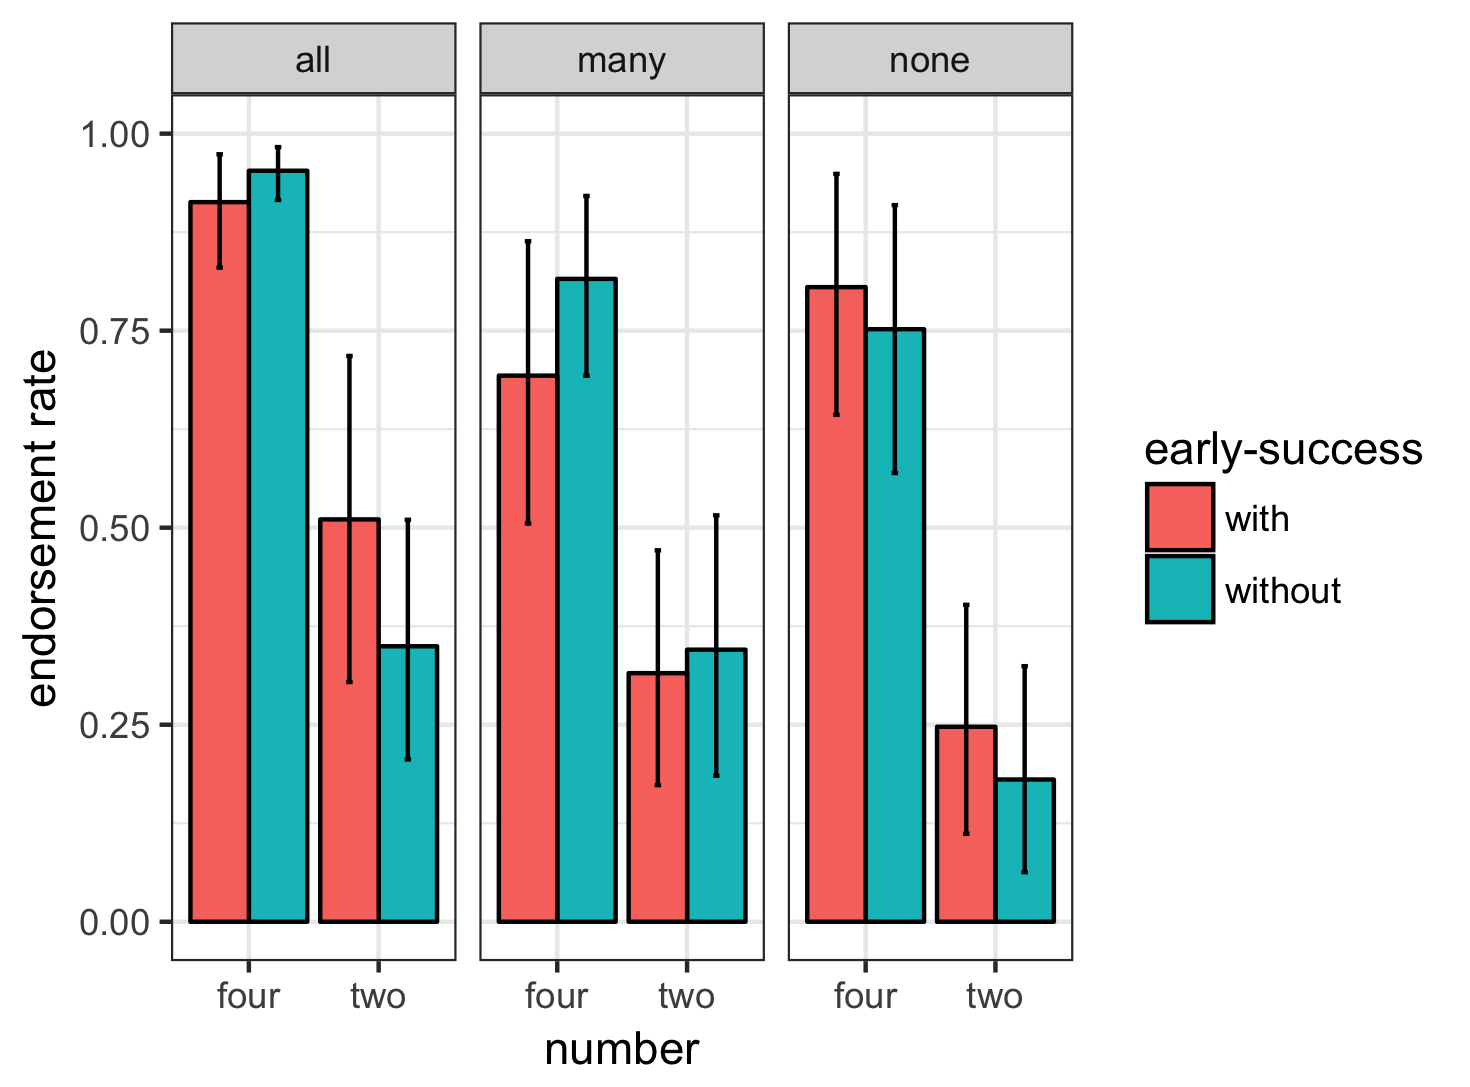 all many none
1.00
0.75
0.50
0.25
0.00
endorsement rate
four two four two four two
number
early-success
with
without